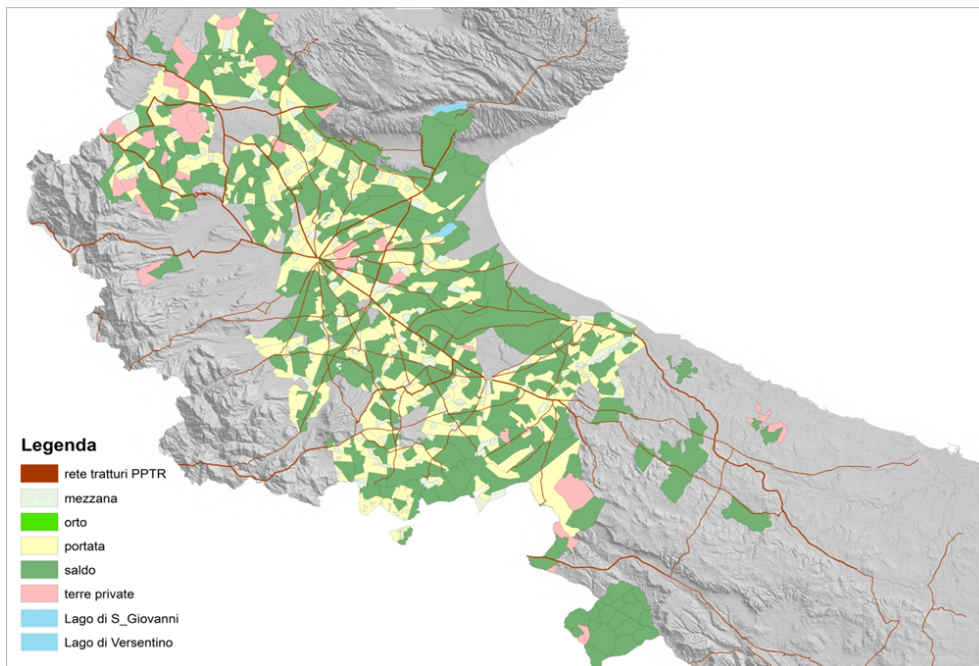 Legenda
rete tratturi PPTR
mezzana
orto
portata
saldo
terre private
Lago di S_Giovanni
Lago di Versentino